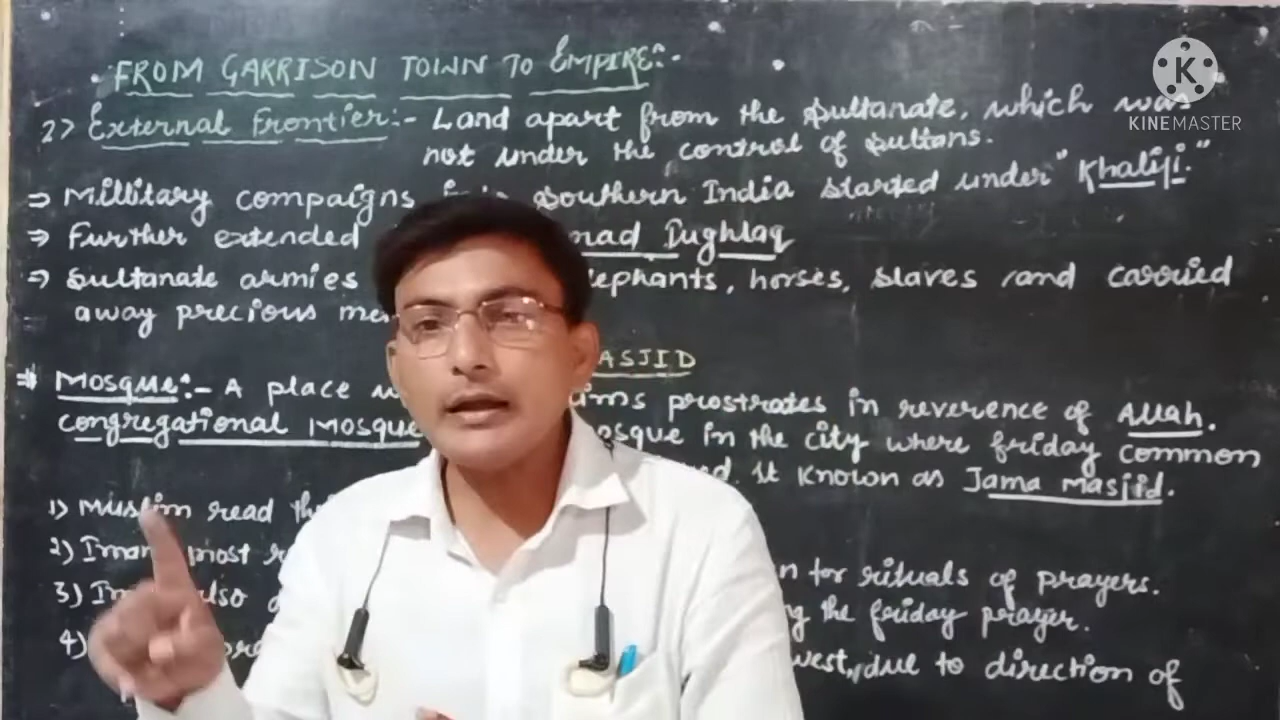 FROM GARRISON TOWN TO EMPIRE:-
2) External Frontier:- Land apart from the Sultanate, which was
not under the control of Sultans.
⇒ Millitary compaigns Southern India started under "Khaliji."
⇒ Further extended Tughlaq
⇒ Sultanate armies elephants, horses, slaves and carried
away precious
MASJID
⇒ Mosque:- A place prostrates in reverence of Allah.
congregational Mosque Mosque in the city where friday common
It known as Jama masjid.
1) Muslim read
2) Imam most
3) also for rituals of prayers.
the friday prayer.
4) west, due to direction of
K
KINEMASTER